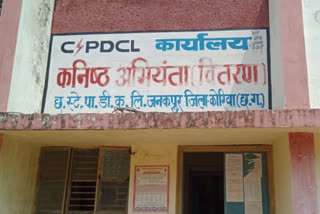 CSPDCL कार्यालय
कनिष्ठ अभियंता (वितरण)
छ.स्टे.पा.डी.क.लि.जनकपुर जिला-कोरिया (छ.ग.)